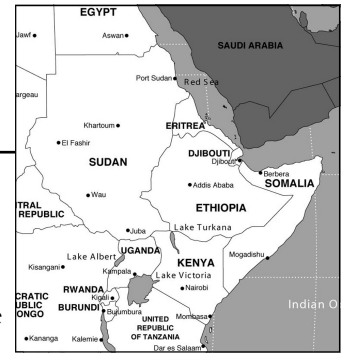 EGYPT
Jawf
Aswan
SAUDI ARABIA
Port Sudan
Red Sea
argeau
Khartoum
ERITREA
El Fashir
DJIBOUTI
Djibouti
SUDAN
Berbera
Wau
Addis Ababa
SOMALIA
TRAL
REPUBLIC
ETHIOPIA
Juba
Lake Turkana
UGANDA
KENYA
Mogadishu
Lake Albert
Kisangani
Kampala
Lake Victoria
RWANDA
Nairobi
CRATIC
UBLIC
ONGO
Kigali
Indian O
BURUNDI
Bujumbura
Mombasa
UNITED
REPUBLIC
OF TANZANIA
Kananga
Kalemie
Dar es Salaam